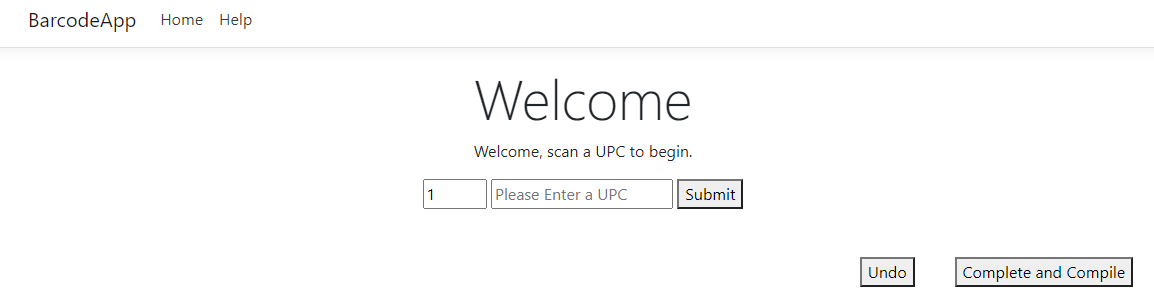 BarcodeApp Home Help
Welcome
Welcome, scan a UPC to begin.
1 Please Enter a UPC Submit
Undo Complete and Compile